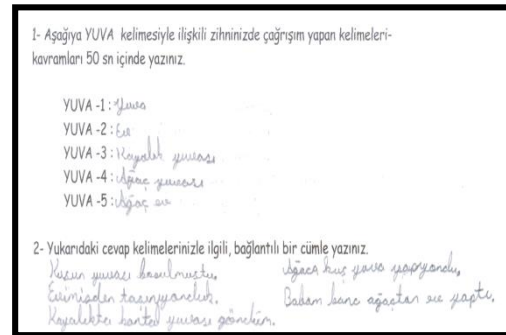 1- Aşağıya YUVA kelimesiyle ilişkili zihninizde çağrışım yapan kelimeleri-
kavramları 50 sn içinde yazınız.
YUVA -1 : Yuva
YUVA -2 : Ev
YUVA -3 : Kayalık yuvası
YUVA -4 : Ağaç yuvası
YUVA -5 : Ağaç ev
2- Yukarıdaki cevap kelimelerinizle ilgili, bağlantılı bir cümle yazınız.
Kuşun yuvası bozulmuştu.
Evimizden taşınıyorduk.
Kayalıkta kartal yuvası gördüm.
Ağaca kuş yuva yapıyordu.
Babam bana ağaçtan ev yaptı.